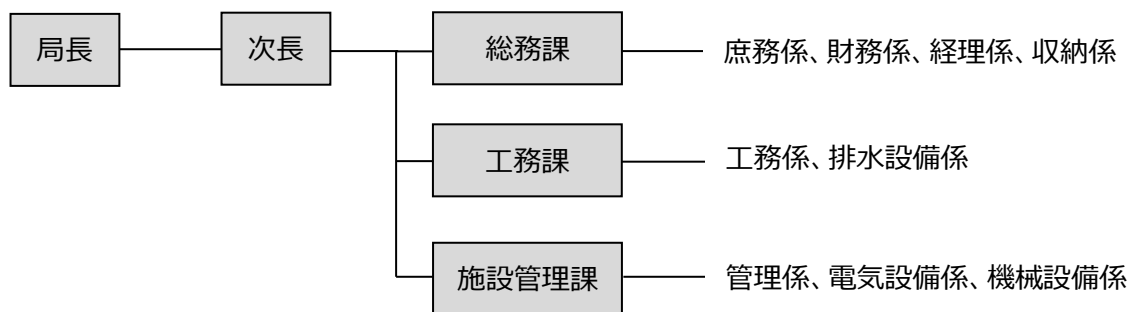 局長
次長
総務課
庶務係、財務係、経理係、収納係
工務課
工務係、排水設備係
施設管理課
管理係、電気設備係、機械設備係